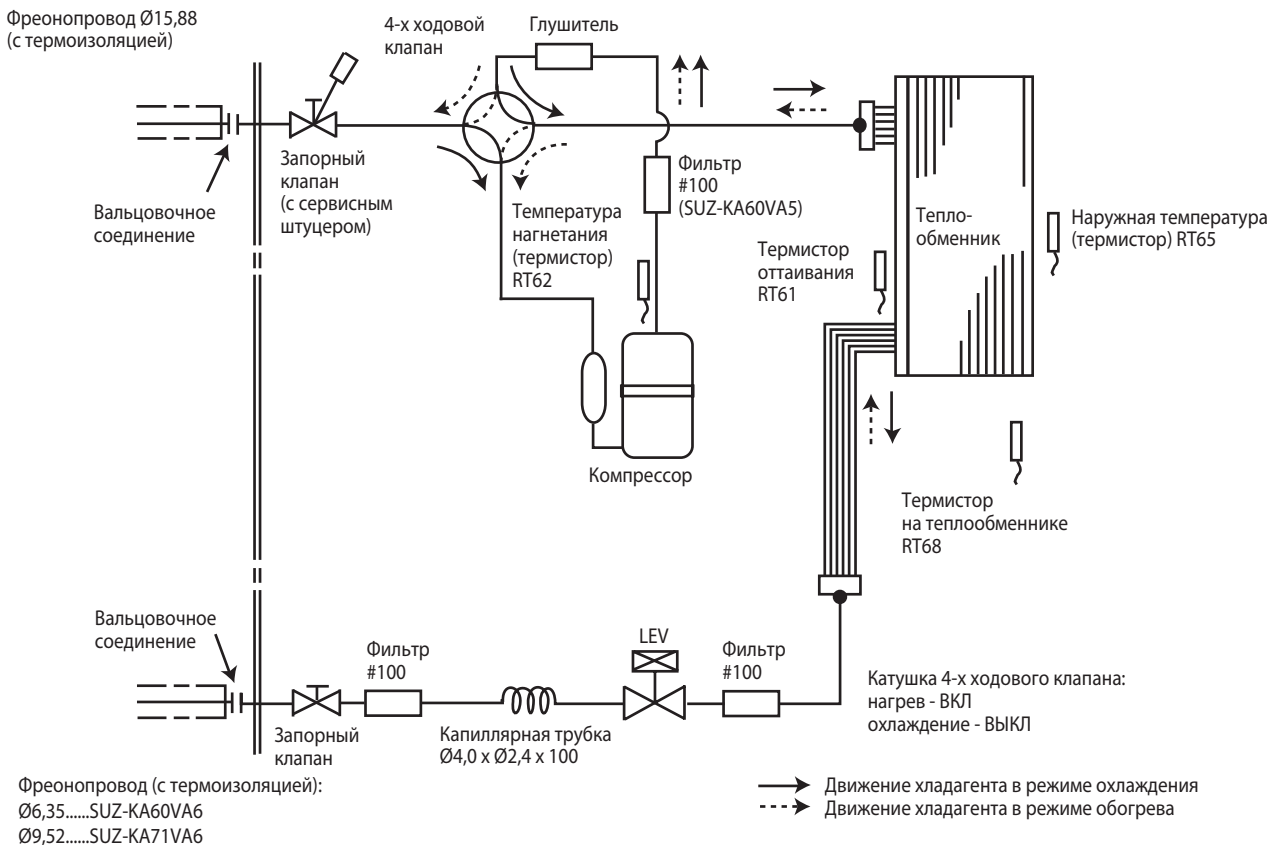 Фреонопровод Ø15,88
(с термоизоляцией)
4-х ходовой
клапан
Глушитель
Запорный
клапан
(с сервисным
штуцером)
Вальцовочное
соединение
Фильтр
#100
(SUZ-KA60VA5)
Температура
нагнетания
(термистор)
RT62
Тепло-
обменник
Наружная температура
(термистор) RT65
Термистор
оттаивания
RT61
Компрессор
Термистор
на теплообменнике
RT68
Вальцовочное
соединение
Фильтр
#100
LEV
Фильтр
#100
Катушка 4-х ходового клапана:
нагрев - ВКЛ
охлаждение - ВЫКЛ
Запорный
клапан
Капиллярная трубка
Ø4,0 x Ø2,4 x 100
Фреонопровод (с термоизоляцией):
Ø6,35......SUZ-KA60VA6
Ø9,52......SUZ-KA71VA6
Движение хладагента в режиме охлаждения
Движение хладагента в режиме обогрева